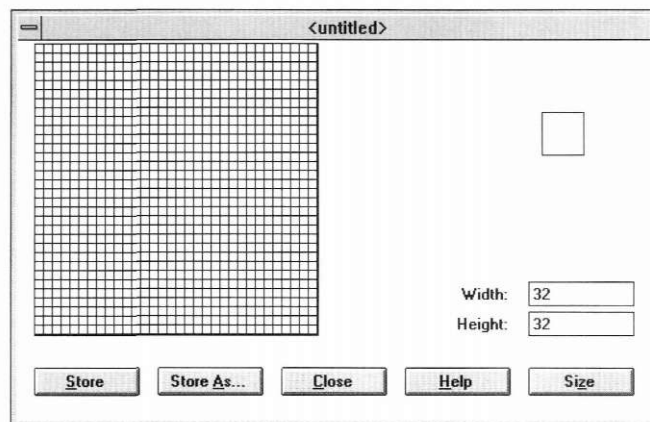 <untitled>
Width: 32
Height: 32
Store Store As... Close Help Size